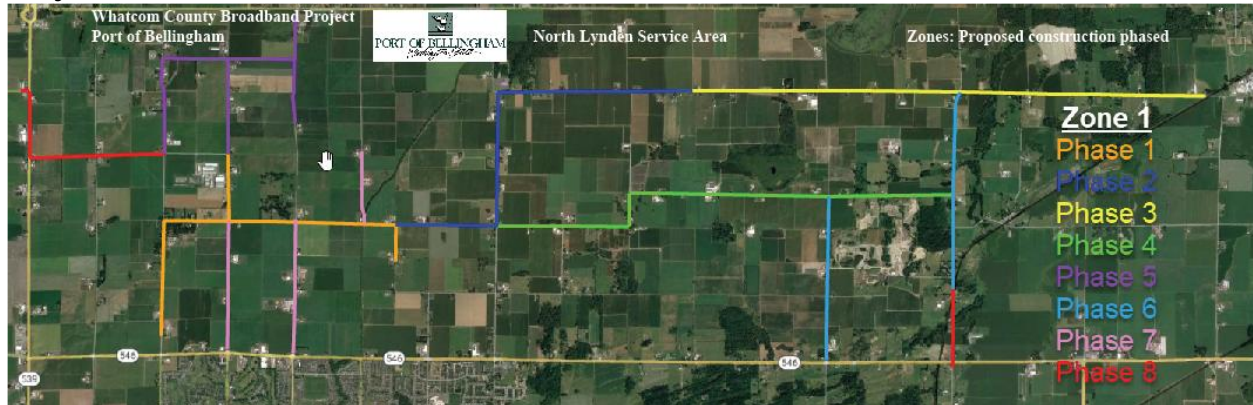 Whatcom County Broadband Project
Port of Bellingham
PORT OF BELLINGHAM
North Lynden Service Area
Zones: Proposed construction phased
Zone 1
Phase 1
Phase 2
Phase 3
Phase 4
Phase 5
Phase 6
Phase 7
Phase 8
546
546
546
539